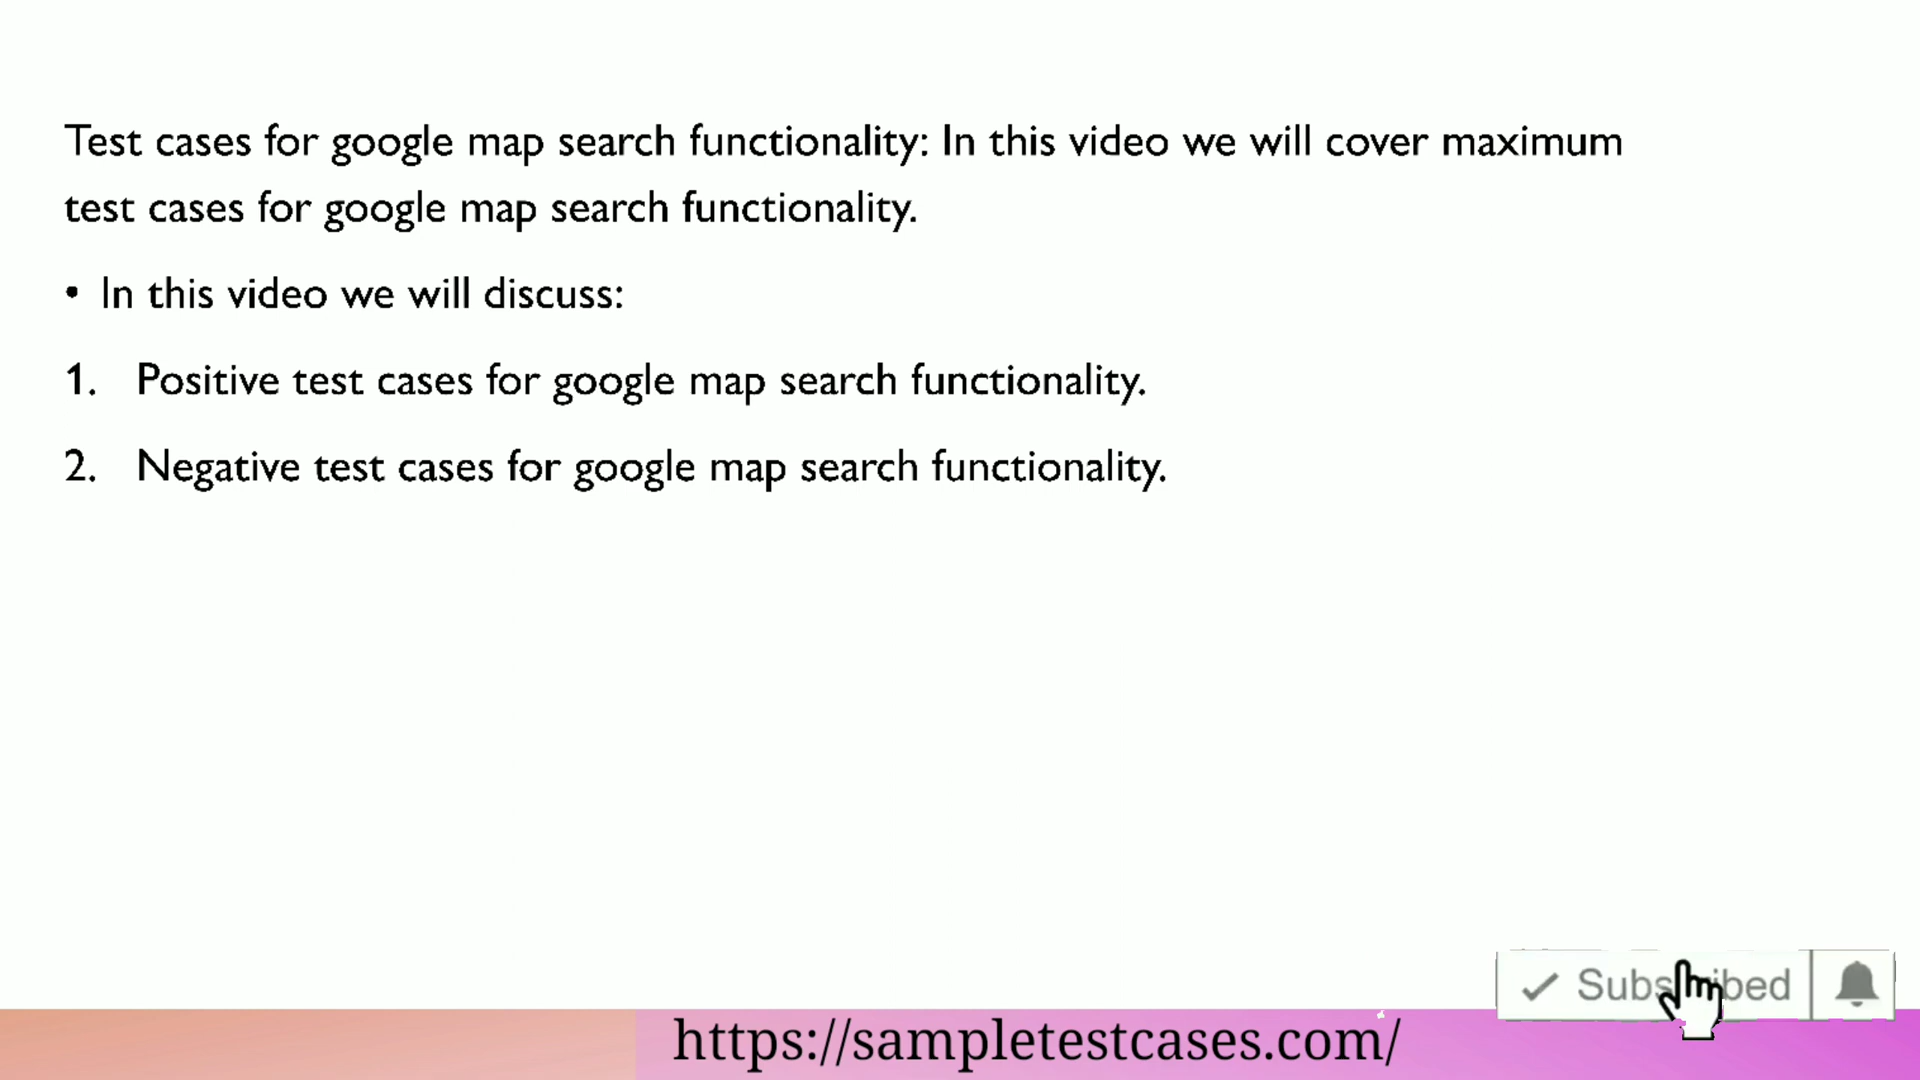 Test cases for google map search functionality: In this video we will cover maximum
test cases for google map search functionality.
• In this video we will discuss:
1. Positive test cases for google map search functionality.
2. Negative test cases for google map search functionality.
Subscribed
https://sampletestcases.com/